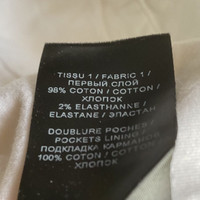 TISSU 1 / FABRIC 1 /
ПЕРВЫЙ СЛОЙ
98% COTON / COTTON /
ХЛОПОК
2% ELASTHANNE /
ELASTANE / ЭЛАСТАН
DOUBLURE POCHES /
POCKETS LINING /
ПОДКЛАДКА КАРМАНОВ
100% COTON / COTTON /
ХЛОПОК